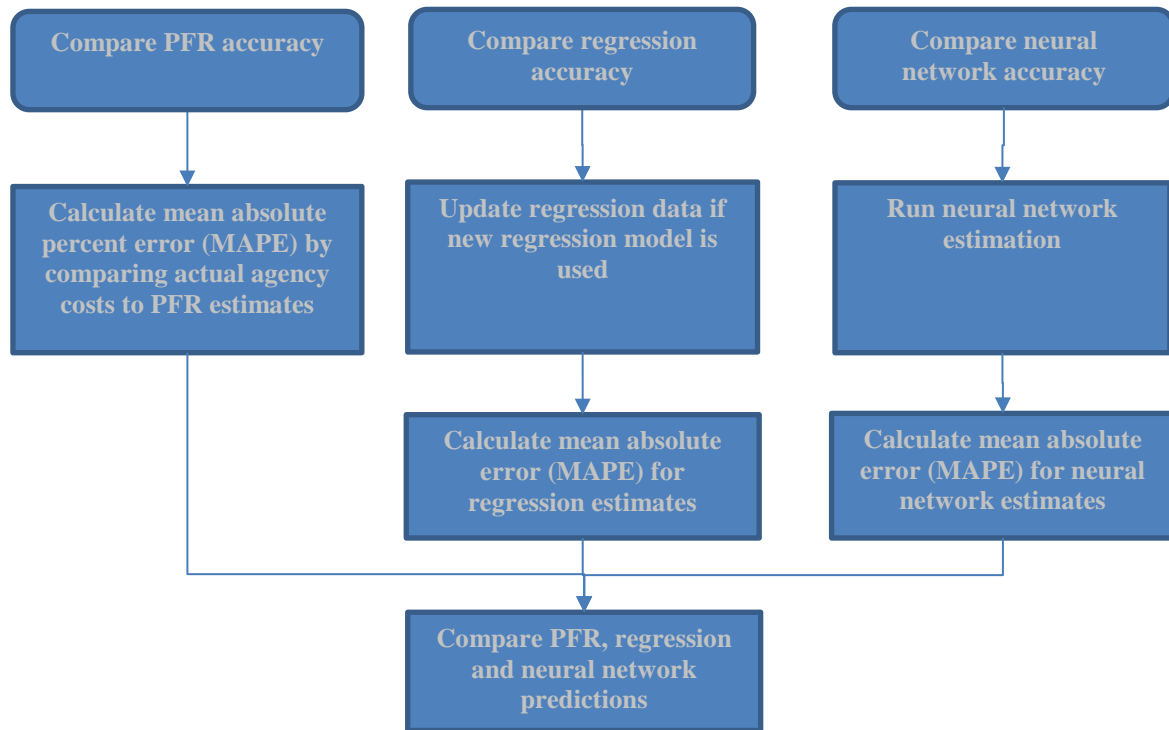 Compare PFR accuracy
Compare regression
accuracy
Compare neural
network accuracy
Calculate mean absolute
percent error (MAPE) by
comparing actual agency
costs to PFR estimates
Update regression data if
new regression model is
used
Run neural network
estimation
Calculate mean absolute
error (MAPE) for
regression estimates
Calculate mean absolute
error (MAPE) for neural
network estimates
Compare PFR, regression
and neural network
predictions